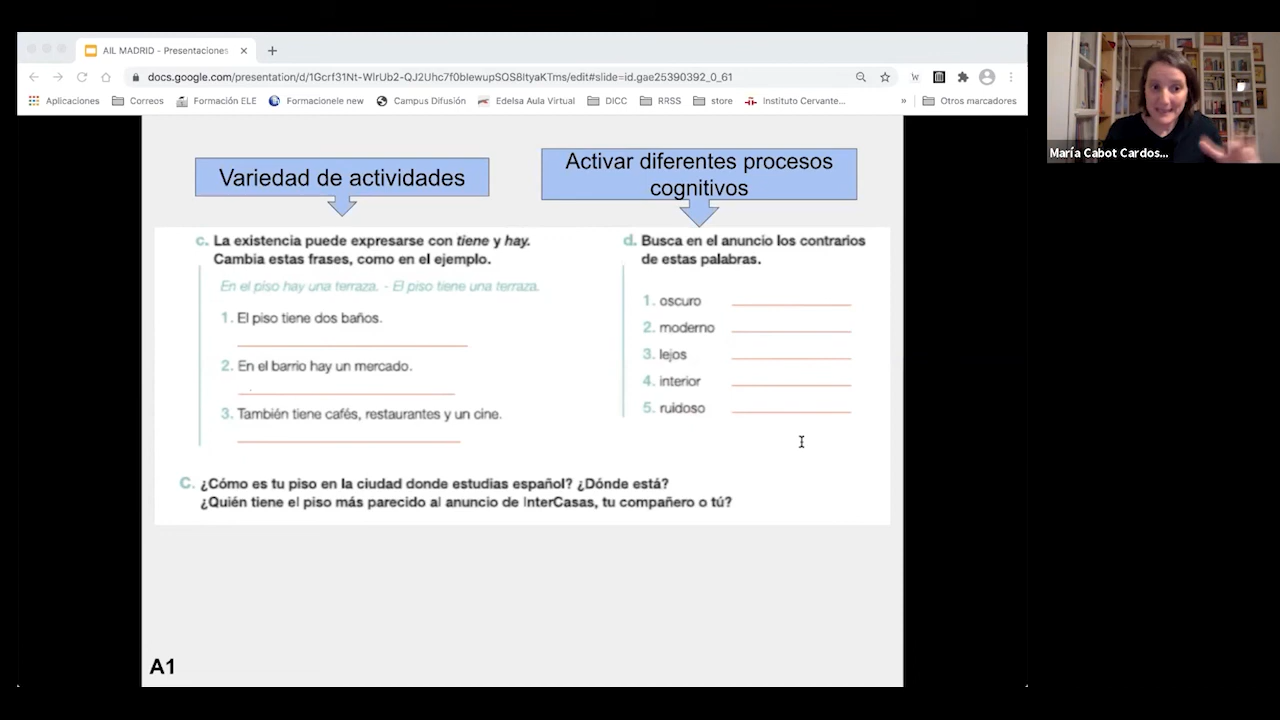 AIL MADRID - Presentaciones
docs.google.com/presentation/d/1Gcrf31Nt-WIrUb2-QJ2Uhc7f0blewupSQS8ItyaKTms/edit#slide=id.gae25390392_0_61
Aplicaciones Correos Formación ELE Formacionele new Campus Difusión Edelsa Aula Virtual DICC RRSS store Instituto Cervante... » Otros marcadores
María Cabot Cardos...
Variedad de actividades
Activar diferentes procesos
cognitivos
c. La existencia puede expresarse con tiene y hay.
Cambia estas frases, como en el ejemplo.
En el piso hay una terraza. - El piso tiene una terraza.
1. El piso tiene dos baños.
2. En el barrio hay un mercado.
3. También tiene cafés, restaurantes y un cine.
d. Busca en el anuncio los contrarios
de estas palabras.
1. oscuro
2. moderno
3. lejos
4. interior
5. ruidoso
C. ¿Cómo es tu piso en la ciudad donde estudias español? ¿Dónde está?
¿Quién tiene el piso más parecido al anuncio de InterCasas, tu compañero o tú?
A1